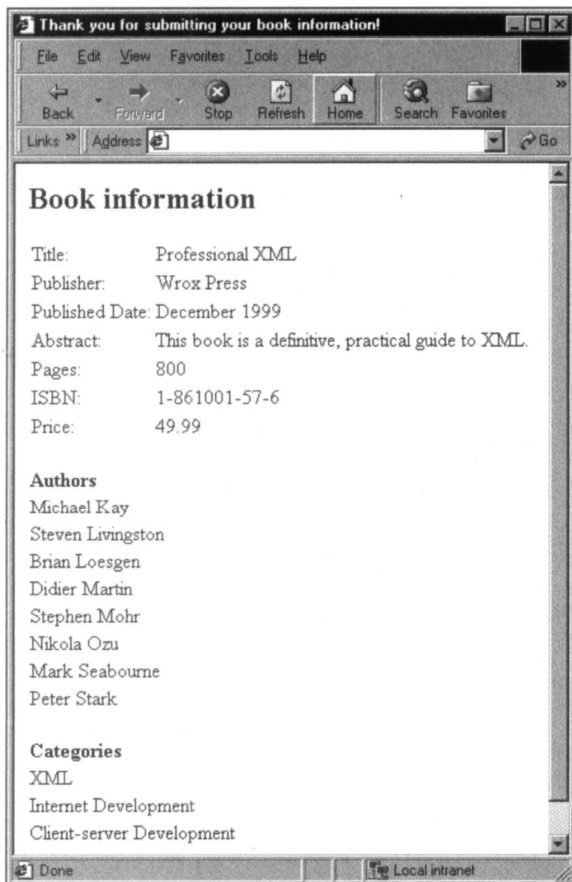 Thank you for submitting your book information!
File Edit View Favorites Tools Help
Back Forward Stop Refresh Home Search Favorites »
Links » Address Go
Book information
Title: Professional XML
Publisher: Wrox Press
Published Date: December 1999
Abstract: This book is a definitive, practical guide to XML.
Pages: 800
ISBN: 1-861001-57-6
Price: 49.99
Authors
Michael Kay
Steven Livingston
Brian Loesgen
Didier Martin
Stephen Mohr
Nikola Ozu
Mark Seabourne
Peter Stark
Categories
XML
Internet Development
Client-server Development
Done Local intranet